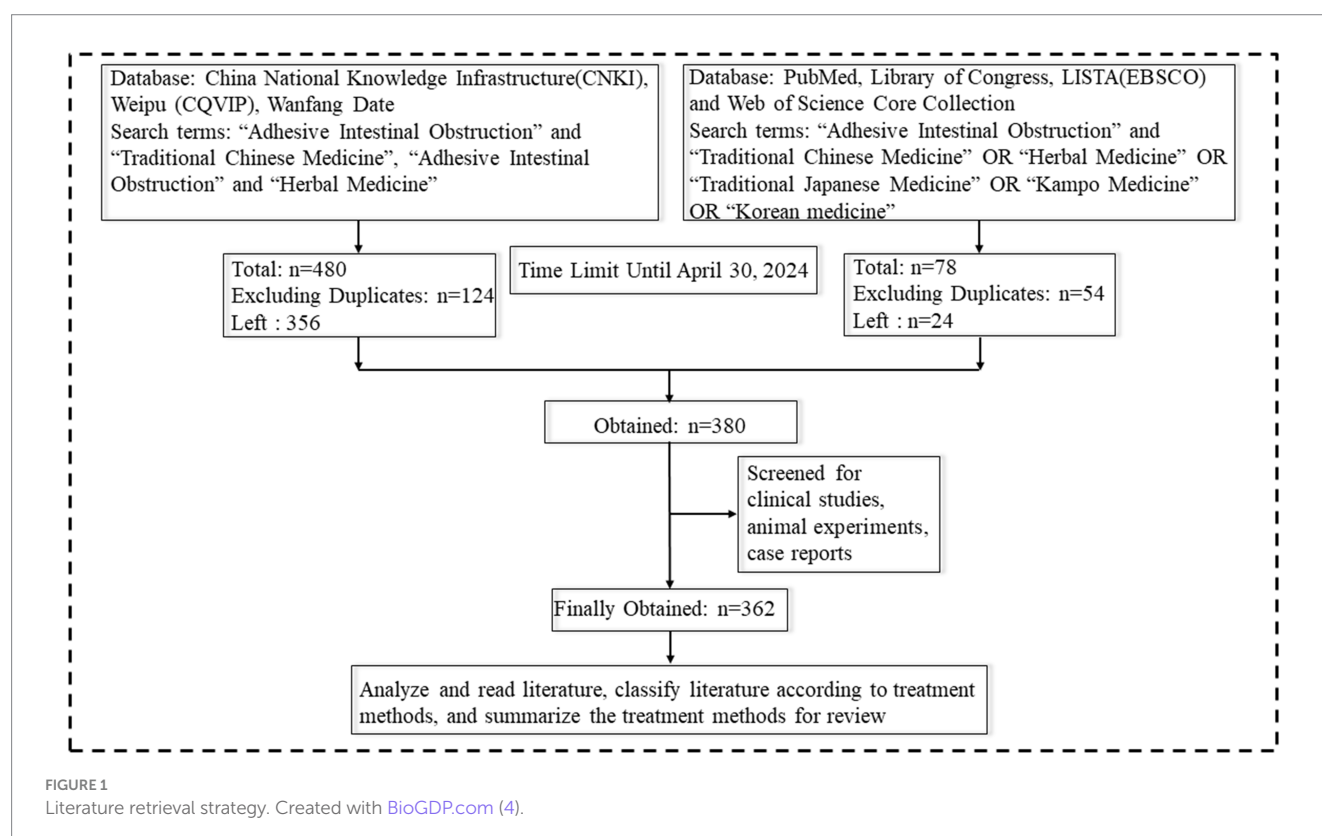 Database: China National Knowledge Infrastructure(CNKI),
Weipu (CQVIP), Wanfang Date
Search terms: “Adhesive Intestinal Obstruction” and
“Traditional Chinese Medicine”, “Adhesive Intestinal
Obstruction” and “Herbal Medicine”
Database: PubMed, Library of Congress, LISTA(EBSCO)
and Web of Science Core Collection
Search terms: “Adhesive Intestinal Obstruction” and
“Traditional Chinese Medicine” OR “Herbal Medicine” OR
“Traditional Japanese Medicine” OR “Kampo Medicine”
OR “Korean medicine”
Total: n=480
Excluding Duplicates: n=124
Left : 356
Time Limit Until April 30, 2024
Total: n=78
Excluding Duplicates: n=54
Left : n=24
Obtained: n=380
Screened for
clinical studies,
animal experiments,
case reports
Finally Obtained: n=362
Analyze and read literature, classify literature according to treatment
methods, and summarize the treatment methods for review
FIGURE 1
Literature retrieval strategy. Created with BioGDP.com (4).